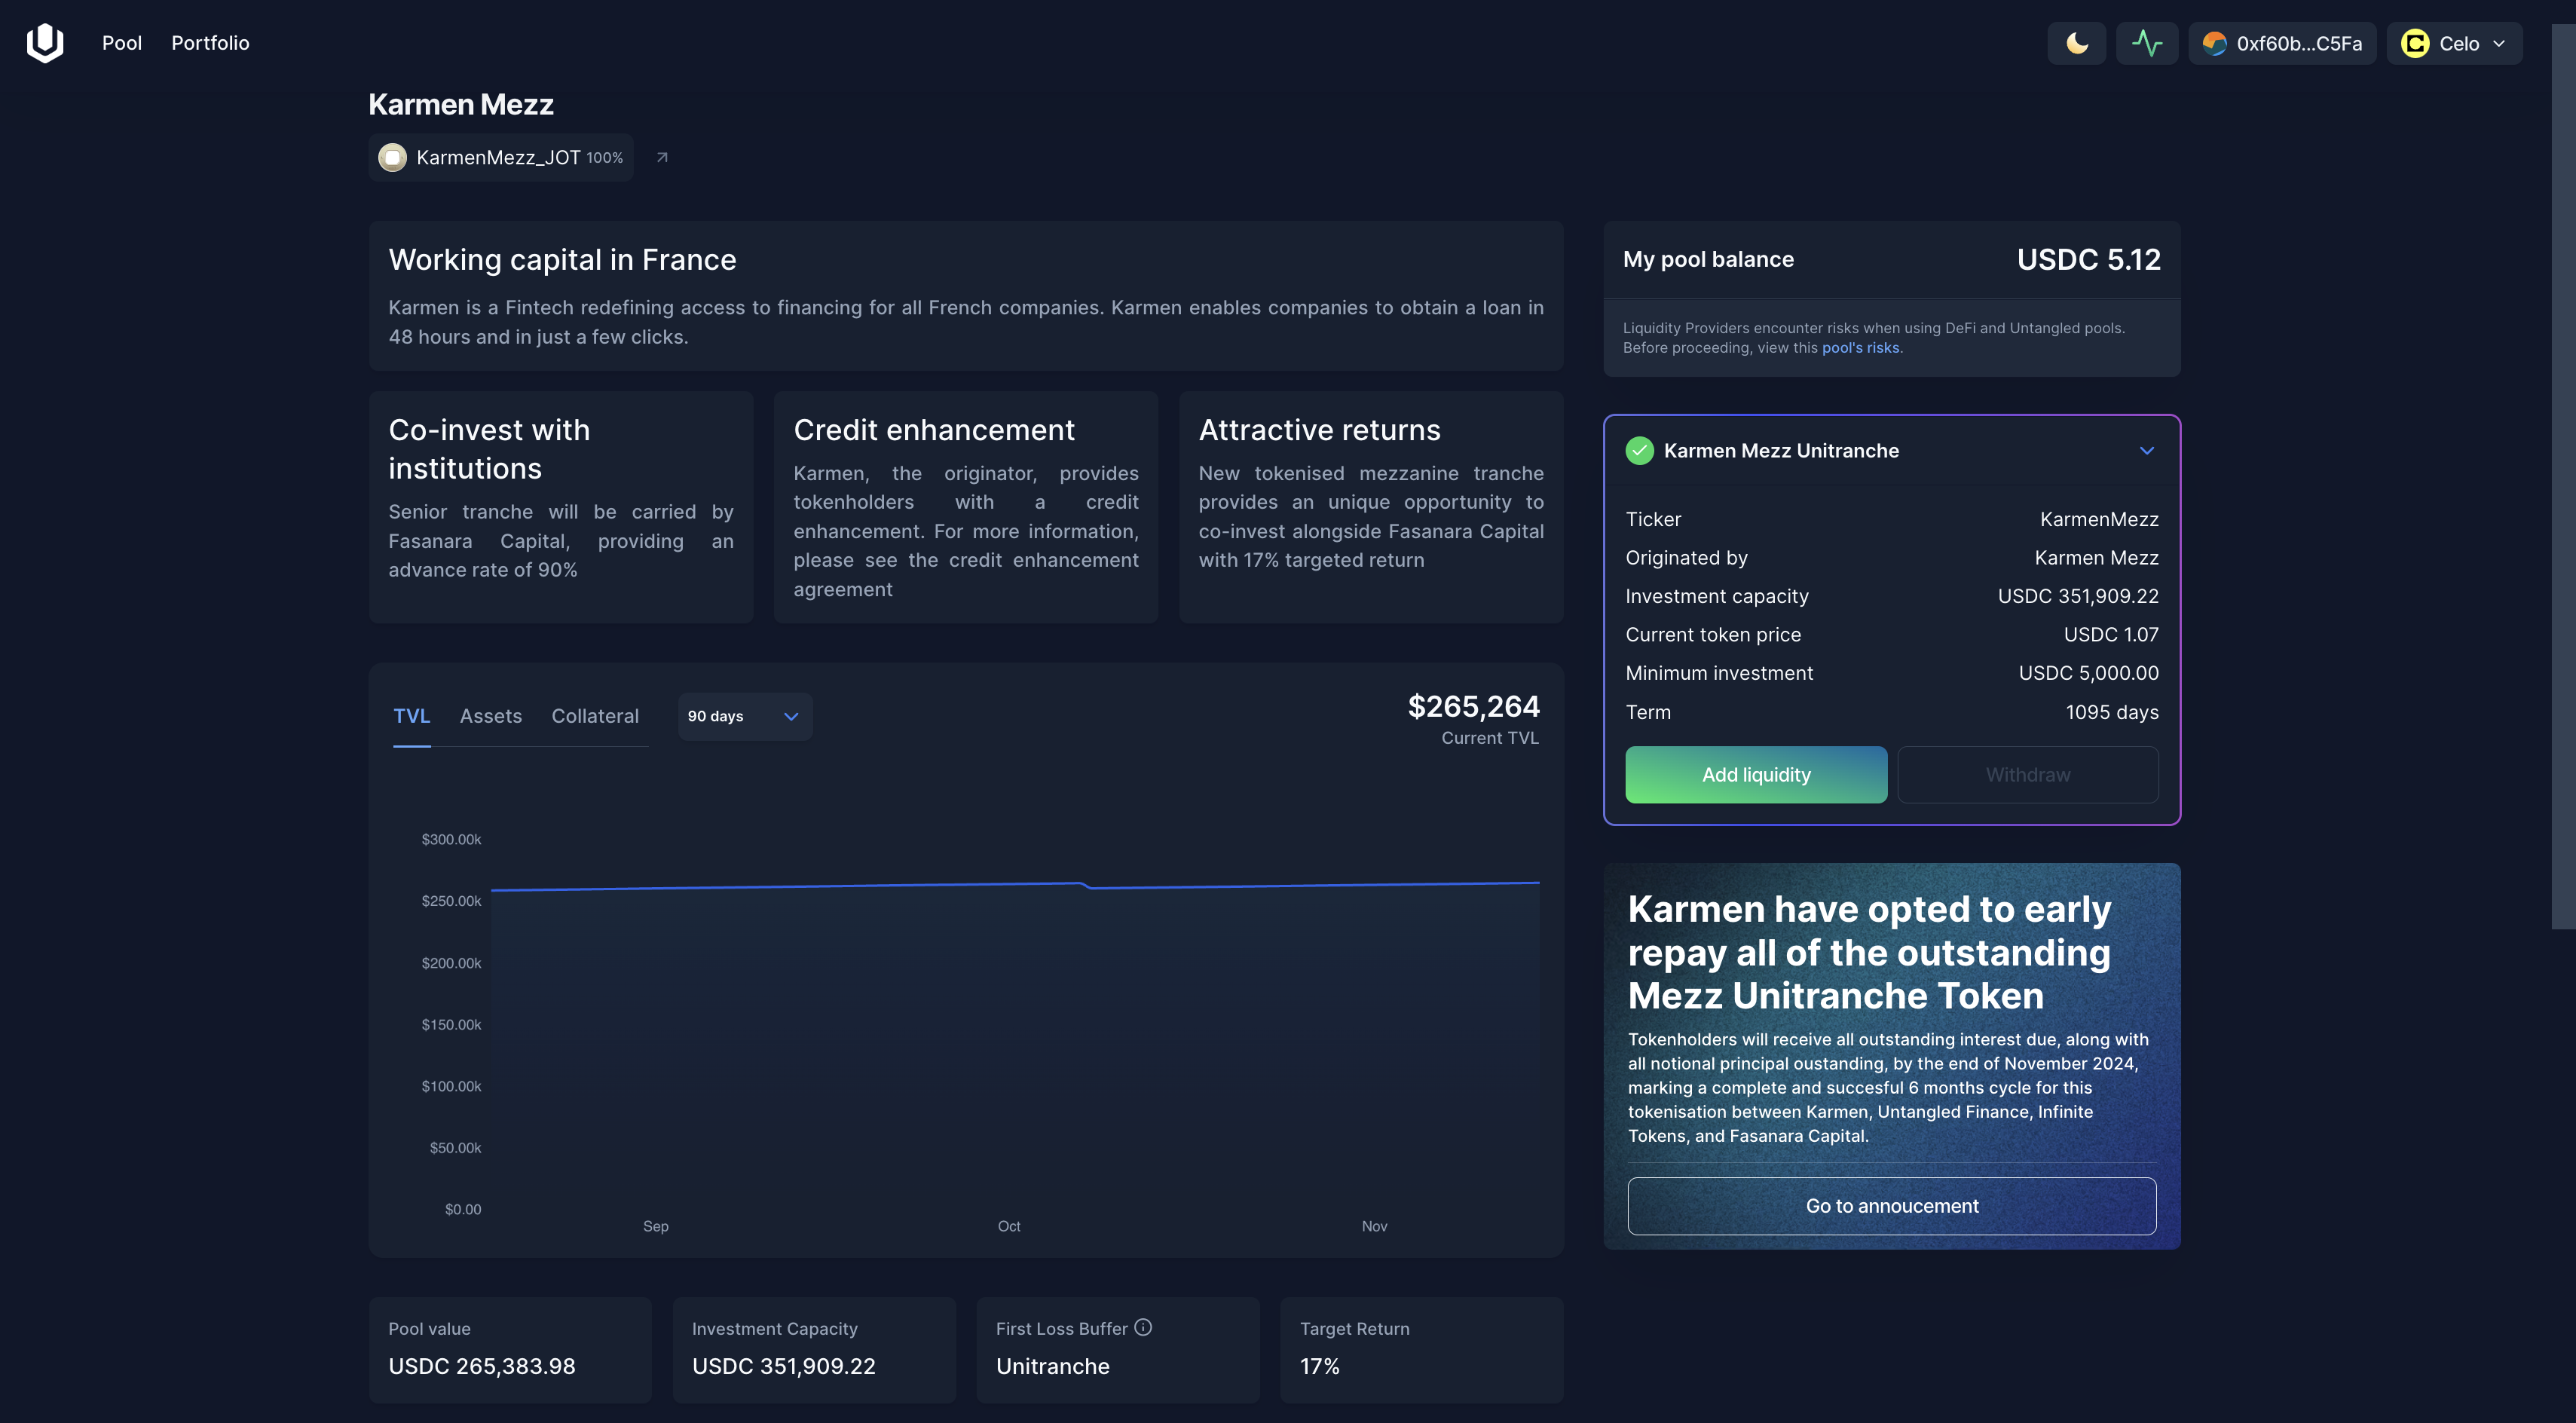 Pool
Portfolio
0xf60b...C5Fa
Celo
Karmen Mezz
KarmenMezz_JOT 100%
Working capital in France
Karmen is a Fintech redefining access to financing for all French companies. Karmen enables companies to obtain a loan in
48 hours and in just a few clicks.
Co-invest with
institutions
Senior tranche will be carried by
Fasanara Capital, providing an
advance rate of 90%
Credit enhancement
Karmen, the originator, provides
tokenholders with a credit
enhancement. For more information,
please see the credit enhancement
agreement
Attractive returns
New tokenised mezzanine tranche
provides an unique opportunity to
co-invest alongside Fasanara Capital
with 17% targeted return
TVL
Assets
Collateral
90 days
$265,264
Current TVL
$300.00k
$250.00k
$200.00k
$150.00k
$100.00k
$50.00k
$0.00
Sep
Oct
Nov
Pool value
USDC 265,383.98
Investment Capacity
USDC 351,909.22
First Loss Buffer
Unitranche
Target Return
17%
My pool balance
USDC 5.12
Liquidity Providers encounter risks when using DeFi and Untangled pools.
Before proceeding, view this pool's risks.
Karmen Mezz Unitranche
Ticker KarmenMezz
Originated by Karmen Mezz
Investment capacity USDC 351,909.22
Current token price USDC 1.07
Minimum investment USDC 5,000.00
Term 1095 days
Add liquidity
Withdraw
Karmen have opted to early
repay all of the outstanding
Mezz Unitranche Token
Tokenholders will receive all outstanding interest due, along with
all notional principal oustanding, by the end of November 2024,
marking a complete and succesful 6 months cycle for this
tokenisation between Karmen, Untangled Finance, Infinite
Tokens, and Fasanara Capital.
Go to annoucement